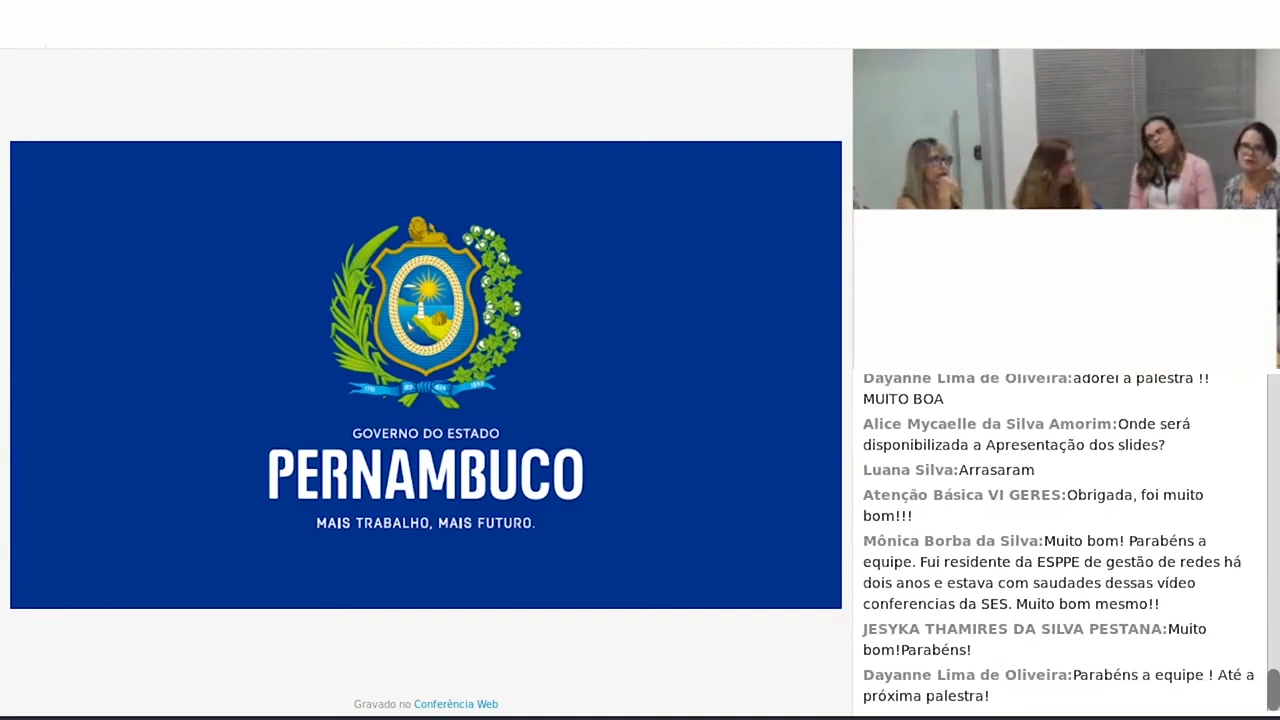 GOVERNO DO ESTADO
PERNAMBUCO
MAIS TRABALHO, MAIS FUTURO.
Gravado no Conferência Web
Dayanne Lima de Oliveira:adorei a palestra !!
MUITO BOA
Alice Mycaelle da Silva Amorim:Onde será
disponibilizada a Apresentação dos slides?
Luana Silva:Arrasaram
Atenção Básica VI GERES:Obrigada, foi muito
bom!!!
Mônica Borba da Silva:Muito bom! Parabéns a
equipe. Fui residente da ESPPE de gestão de redes há
dois anos e estava com saudades dessas vídeo
conferencias da SES. Muito bom mesmo!!
JESYKA THAMIRES DA SILVA PESTANA:Muito
bom!Parabéns!
Dayanne Lima de Oliveira:Parabéns a equipe ! Até a
próxima palestra!